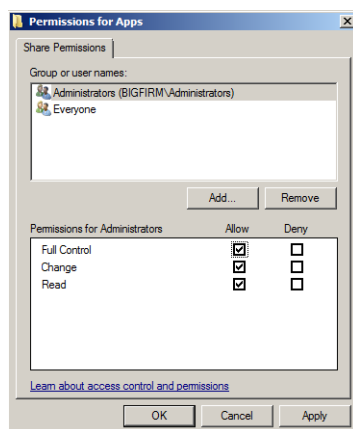 Permissions for Apps
Share Permissions
Group or user names:
Administrators (BIGFIRM\Administrators)
Everyone
Add... Remove
Permissions for Administrators Allow Deny
Full Control
Change
Read
Learn about access control and permissions
OK Cancel Apply